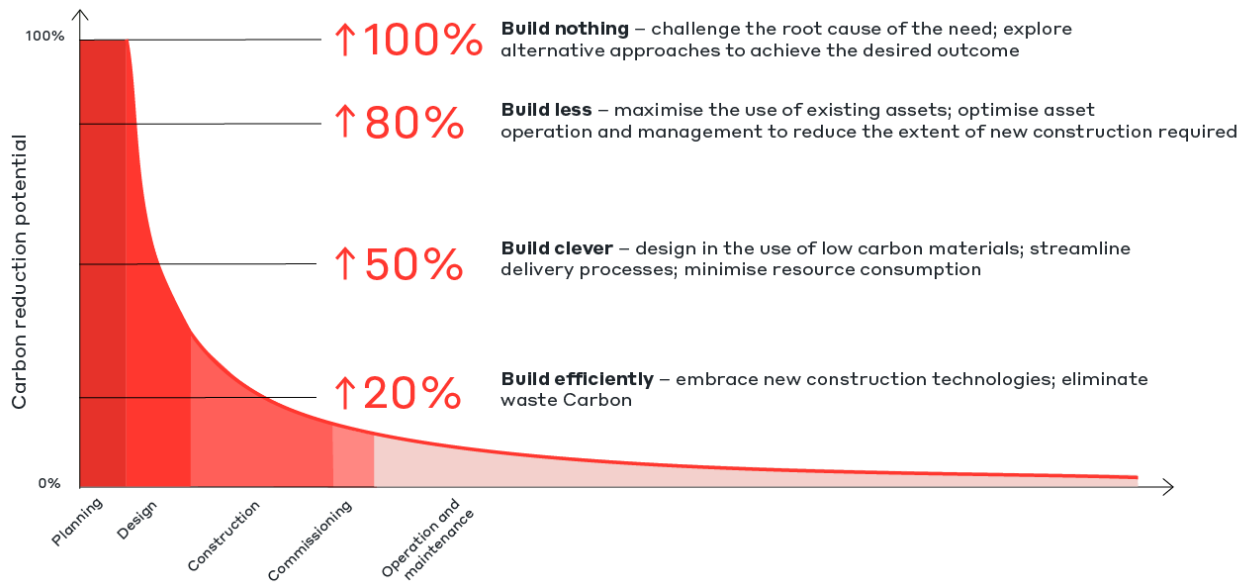 100%
↑100%
Build nothing – challenge the root cause of the need; explore
alternative approaches to achieve the desired outcome
↑80%
Build less – maximise the use of existing assets; optimise asset
operation and management to reduce the extent of new construction required
Carbon reduction potential
↑50%
Build clever – design in the use of low carbon materials; streamline
delivery processes; minimise resource consumption
↑20%
Build efficiently – embrace new construction technologies; eliminate
waste Carbon
0%
Planning
Design
Construction
Commissioning
Operation and
maintenance